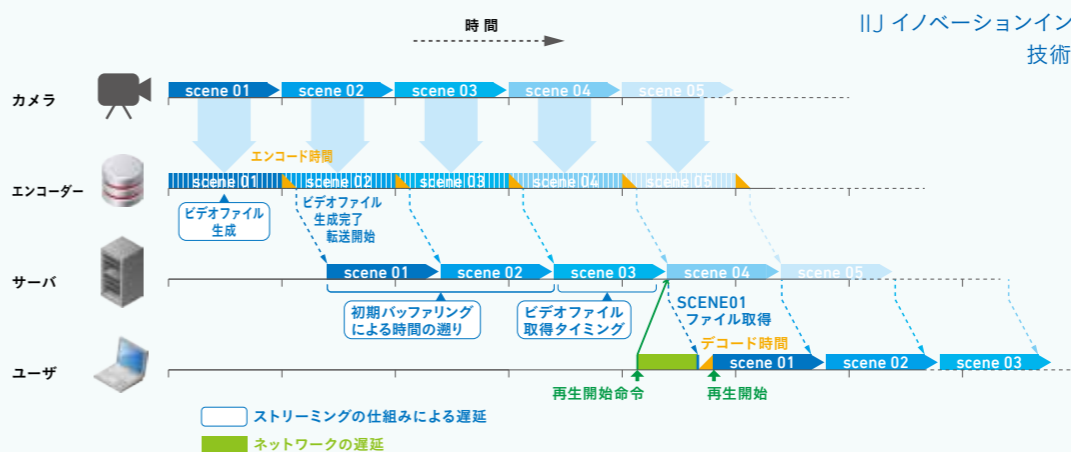 時間
IIJ イノベーションイン
技術
カメラ
scene 01
scene 02
scene 03
scene 04
scene 05
エンコード時間
エンコーダー
scene 01
scene 02
scene 03
scene 04
scene 05
ビデオファイル
生成
ビデオファイル
生成完了
転送開始
サーバ
scene 01
scene 02
scene 03
scene 04
scene 05
初期バッファリング
による時間の遡り
ビデオファイル
取得タイミング
SCENE01
ファイル取得
デコード時間
ユーザ
scene 01
scene 02
scene 03
再生開始命令
再生開始
ストリーミングの仕組みによる遅延
ネットワークの遅延